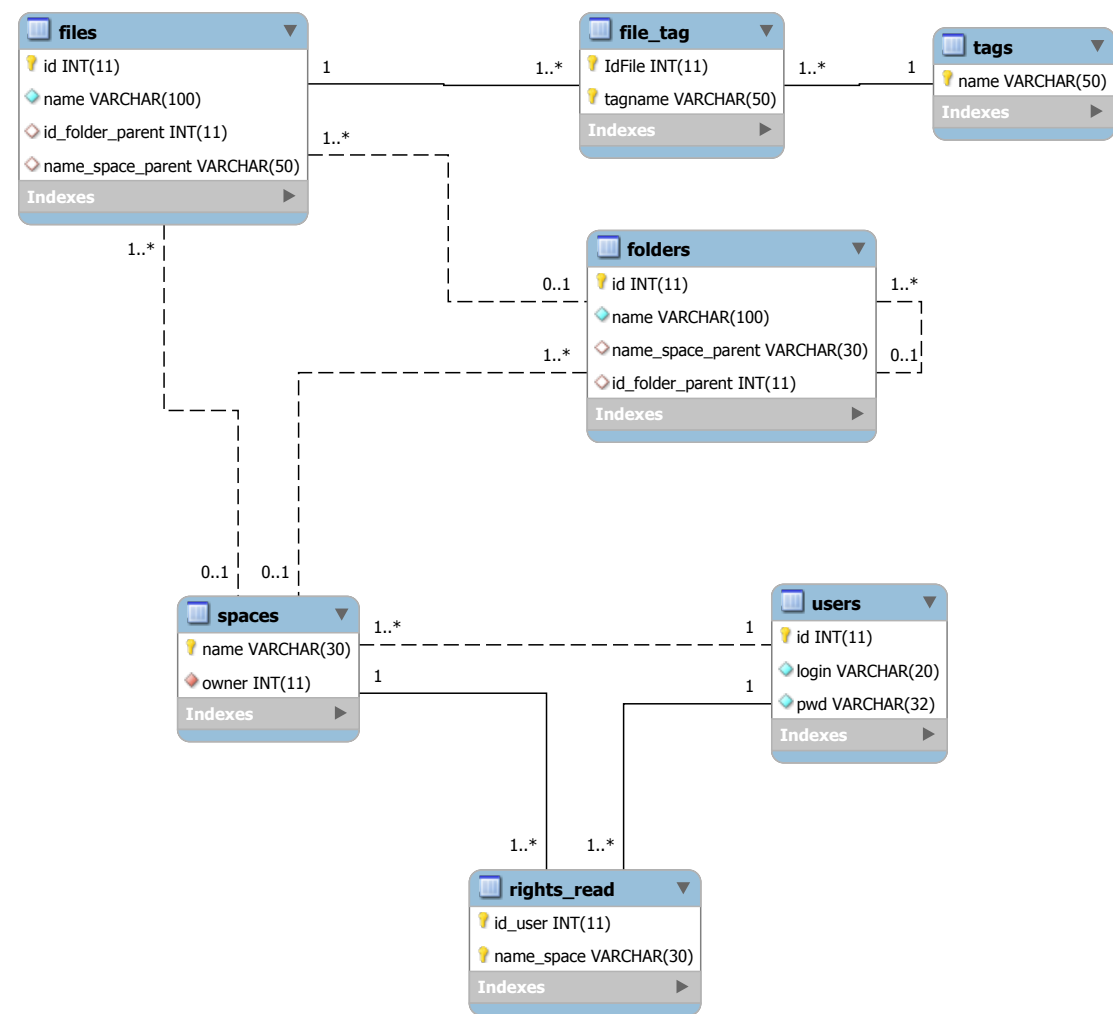 files
id INT(11)
name VARCHAR(100)
id_folder_parent INT(11)
name_space_parent VARCHAR(50)
Indexes
1
1..*
file_tag
IdFile INT(11)
tagname VARCHAR(50)
Indexes
1..*
1
tags
name VARCHAR(50)
Indexes
1..*
1..*
folders
id INT(11)
name VARCHAR(100)
name_space_parent VARCHAR(30)
id_folder_parent INT(11)
Indexes
0..1
1..*
1..*
0..1
0..1
0..1
spaces
name VARCHAR(30)
owner INT(11)
Indexes
1..*
1
1
1
users
id INT(11)
login VARCHAR(20)
pwd VARCHAR(32)
Indexes
1..*
1..*
rights_read
id_user INT(11)
name_space VARCHAR(30)
Indexes